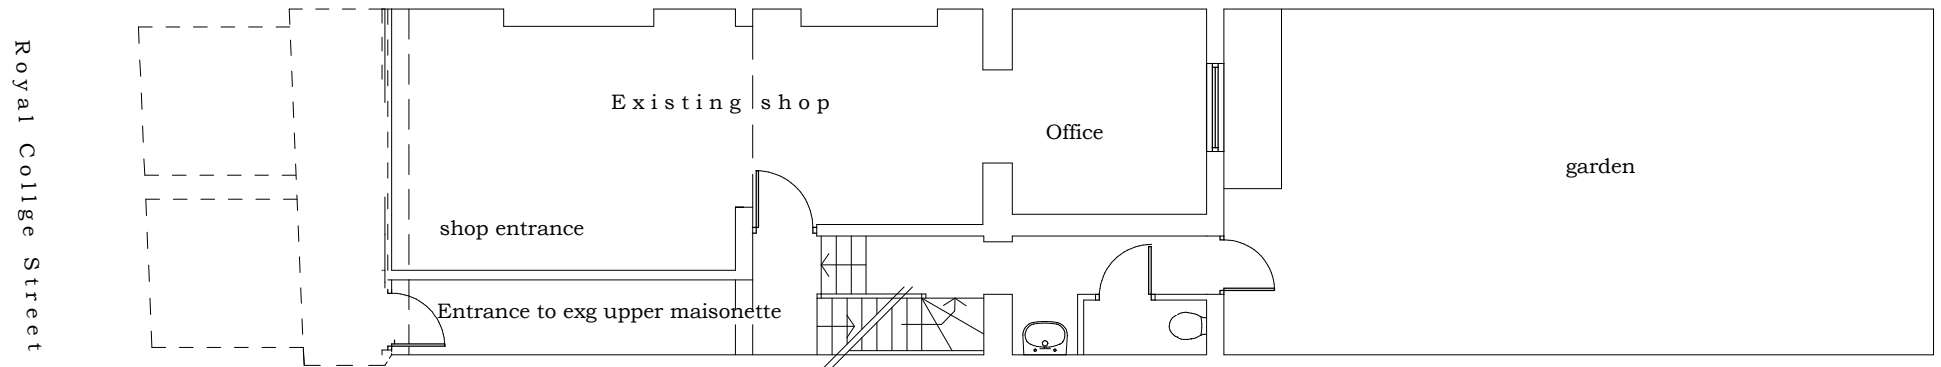 Royal Collge Street
Existing shop
Office
garden
shop entrance
Entrance to exg upper maisonette